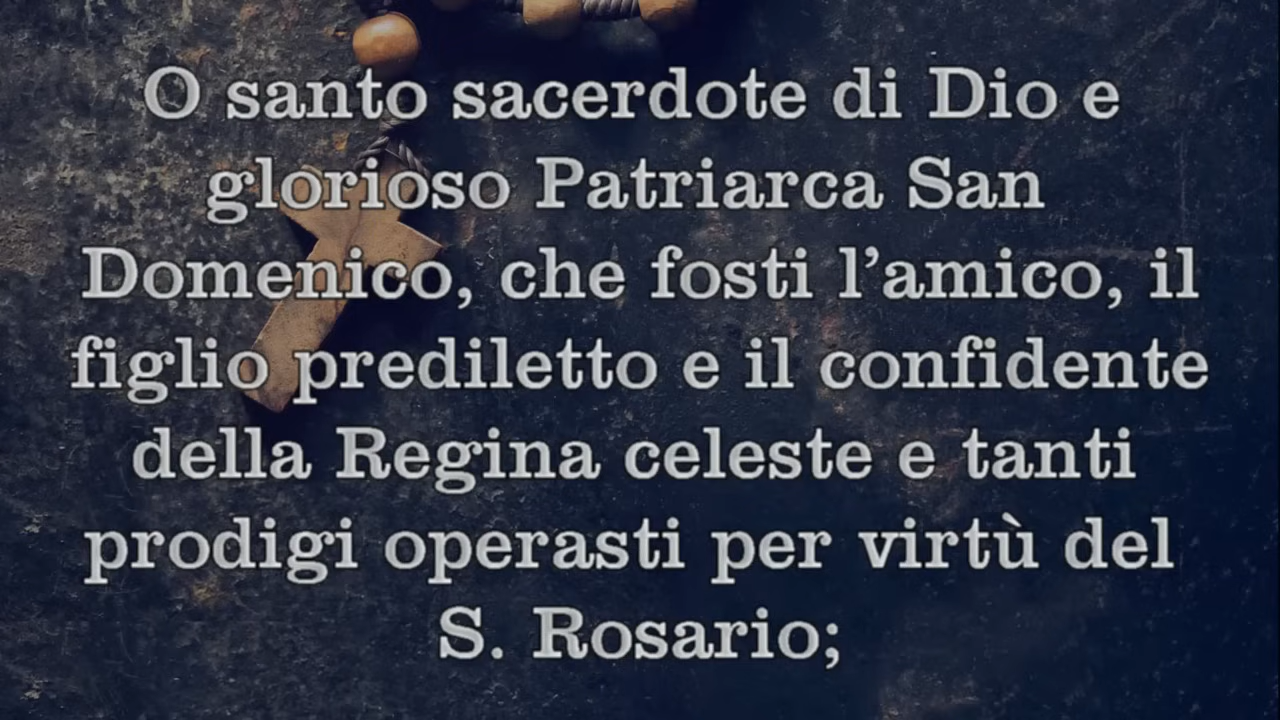 O santo sacerdote di Dio e
glorioso Patriarca San
Domenico, che fosti l’amico, il
figlio prediletto e il confidente
della Regina celeste e tanti
prodigi operasti per virtù del
S. Rosario;